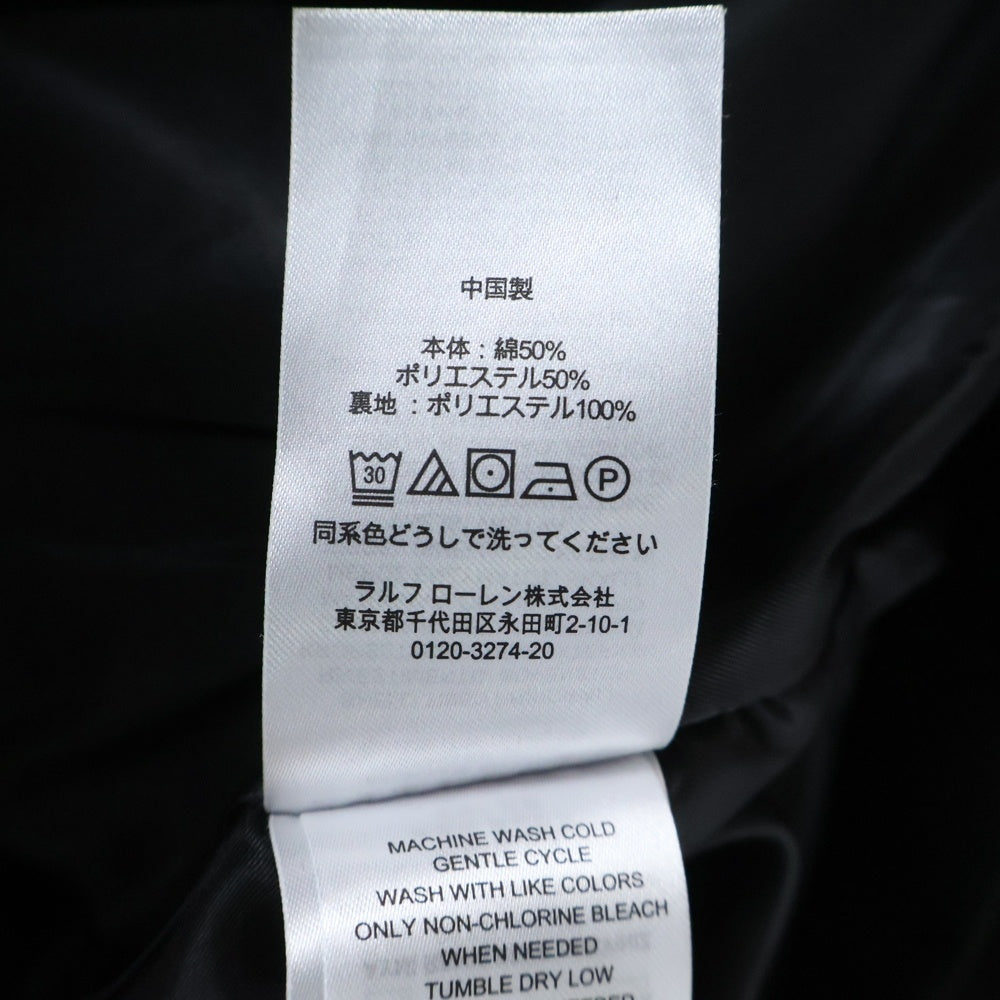 中国製
本体：綿50%
ポリエステル50%
裏地：ポリエステル100%
30 P
同系色どうしで洗ってください
ラルフ ローレン株式会社
東京都千代田区永田町2-10-1
0120-3274-20
MACHINE WASH COLD
GENTLE CYCLE
WASH WITH LIKE COLORS
ONLY NON-CHLORINE BLEACH
WHEN NEEDED
TUMBLE DRY LOW